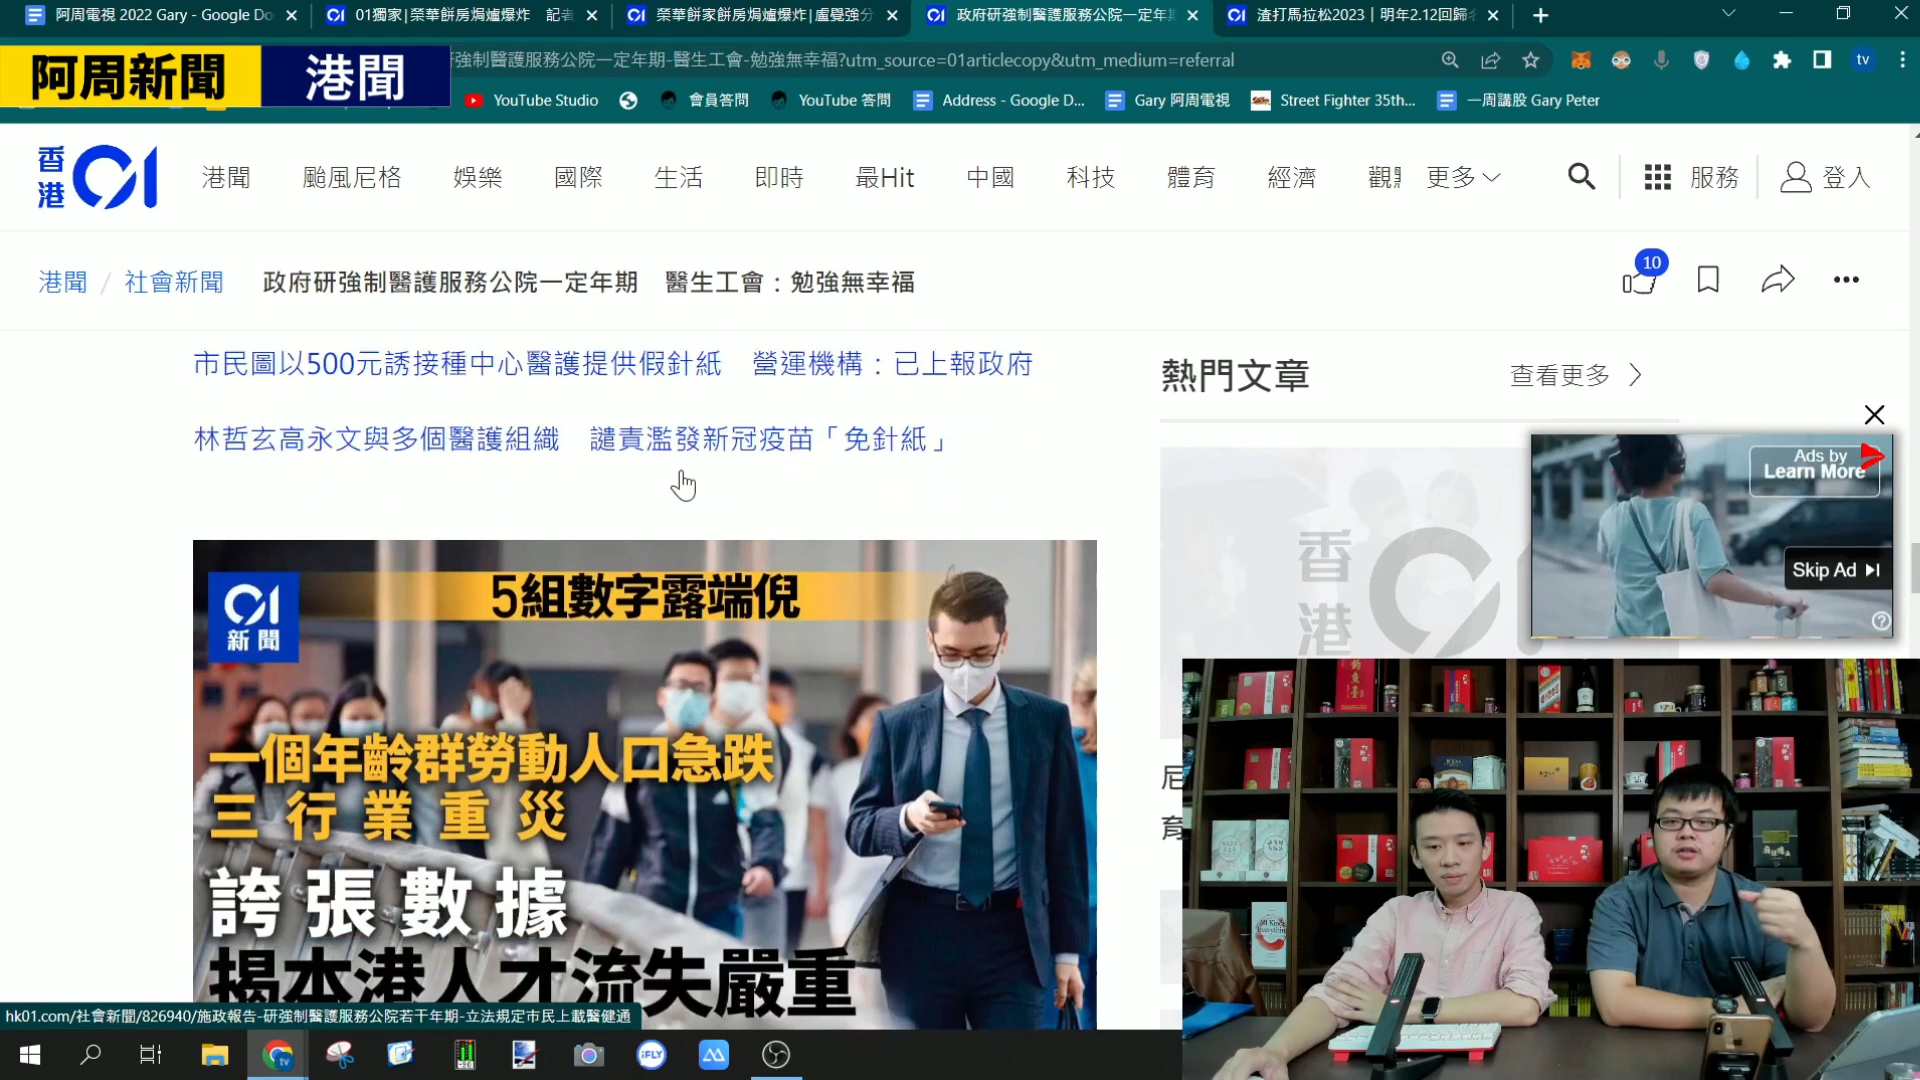 阿周電視 2022 Gary - Google Do
01獨家|榮華餅房焗爐爆炸 記者
榮華餅家餅房焗爐爆炸|盧覺強分
政府研強制醫護服務公院一定年期
渣打馬拉松2023｜明年2.12回歸
阿周新聞
港聞
强制醫護服務公院一定年期-醫生工會-勉強無幸福?utm_source=01articlecopy&utm_medium=referral
tv
YouTube Studio
會員答問
YouTube 答問
Address - Google D...
Gary 阿周電視
Street Fighter 35th...
一周講股 Gary Peter
香港01
港聞
颱風尼格
娛樂
國際
生活
即時
最Hit
中國
科技
體育
經濟
觀
更多
服務
登入
港聞 / 社會新聞
政府研強制醫護服務公院一定年期 醫生工會：勉強無幸福
10
市民圖以500元誘接種中心醫護提供假針紙 營運機構：已上報政府
林哲玄高永文與多個醫護組織 譴責濫發新冠疫苗「免針紙」
熱門文章
查看更多
Ads by
Learn More
Skip Ad
香港01
尼
育
01
新聞
5組數字露端倪
一個年齡群勞動人口急跌
三行業重災
誇張數據
揭本港人才流失嚴重
hk01.com/社會新聞/826940/施政報告-研強制醫護服務公院若干年期-立法規定市民上載醫健通
iFLY